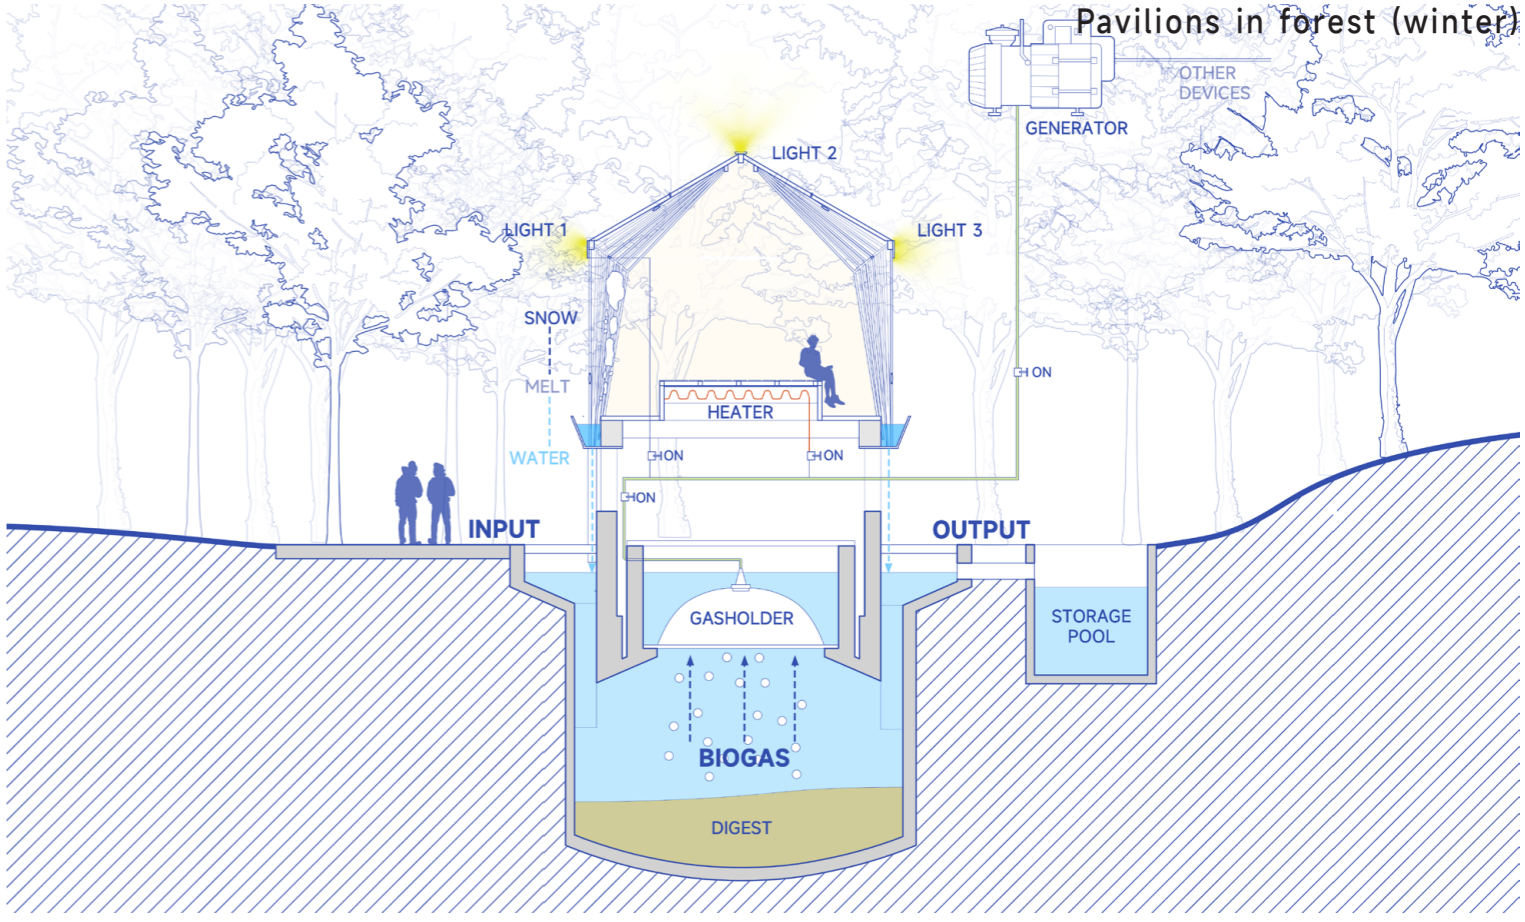 Pavilions in forest (winter)
OTHER
DEVICES
GENERATOR
LIGHT 2
LIGHT 1
LIGHT 3
SNOW
ON
MELT
HEATER
WATER
ON
ON
ON
INPUT
OUTPUT
GASHOLDER
STORAGE
POOL
BIOGAS
DIGEST